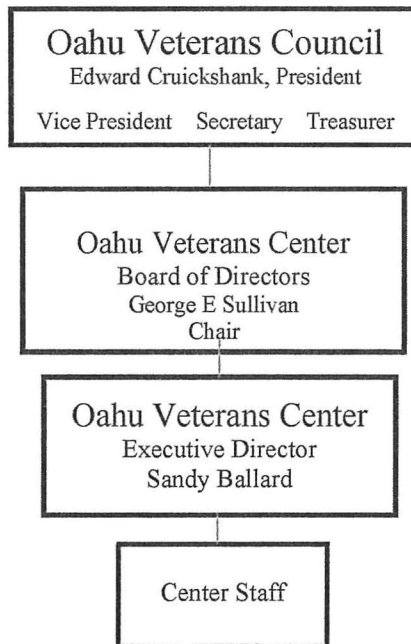 Oahu Veterans Council
Edward Cruickshank, President
Vice President Secretary Treasurer
Oahu Veterans Center
Board of Directors
George E Sullivan
Chair
Oahu Veterans Center
Executive Director
Sandy Ballard
Center Staff